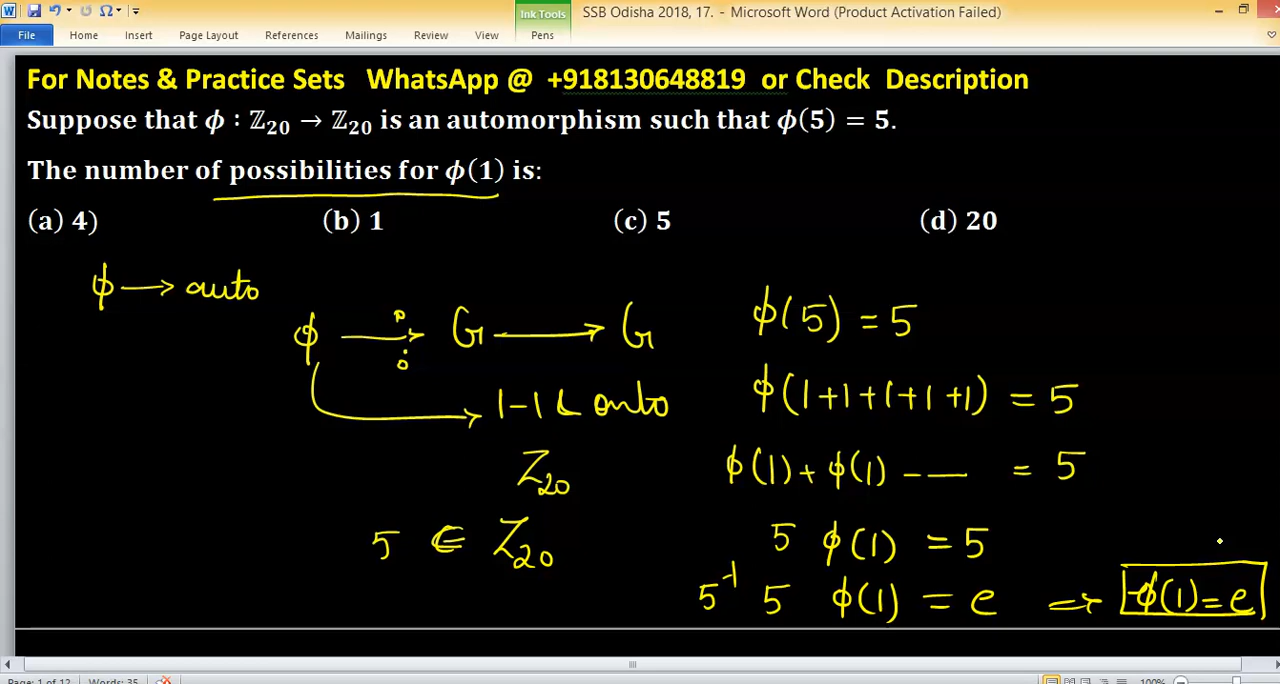 Ink Tools
SSB Odisha 2018, 17. - Microsoft Word (Product Activation Failed)
File Home Insert Page Layout References Mailings Review View Pens
For Notes & Practice Sets WhatsApp @ +918130648819 or Check Description
Suppose that ϕ : ℤ₂₀ → ℤ₂₀ is an automorphism such that ϕ(5) = 5.
The number of possibilities for ϕ(1) is:
(a) 4) (b) 1 (c) 5 (d) 20
ϕ → auto
ϕ → G → G
1-1 & onto
Z₂₀
5 ∈ Z₂₀
ϕ(5) = 5
ϕ(1+1+1+1+1) = 5
ϕ(1) + ϕ(1) - — = 5
5 ϕ(1) = 5
5⁻¹ 5 ϕ(1) = e ⇒ ϕ(1) = e
Page: 1 of 12 Words: 35 100%